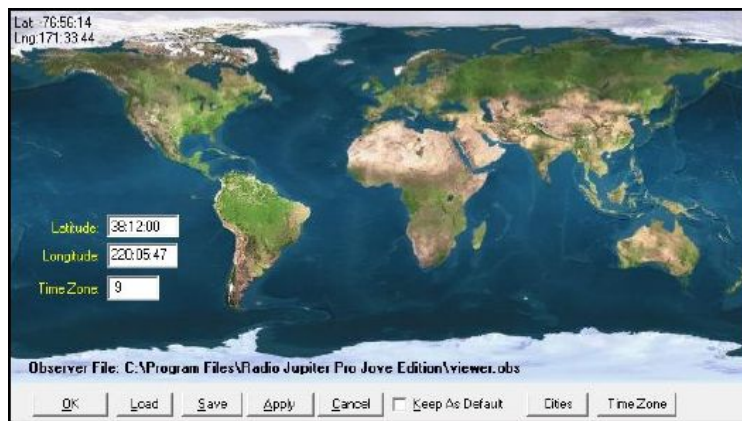 Lat -76:56:14
Lng:171:33:44
Latitude: 38:12:00
Longitude: 220:05:47
Time Zone: 9
Observer File: C:\Program Files\Radio Jupiter Pro Jove Edition\viewer.obs
OK Load Save Apply Cancel Keep As Default Cities Time Zone